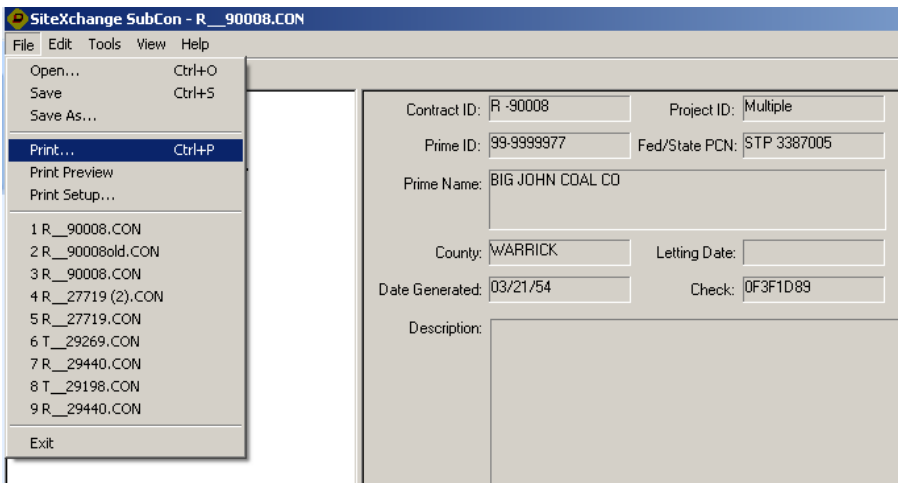 SiteXchange SubCon - R__90008.CON
File Edit Tools View Help
Open... Ctrl+O
Save Ctrl+S
Save As...
Print... Ctrl+P
Print Preview
Print Setup...
1 R__90008.CON
2 R__90008old.CON
3 R__90008.CON
4 R__27719 (2).CON
5 R__27719.CON
6 T__29269.CON
7 R__29440.CON
8 T__29198.CON
9 R__29440.CON
Exit
Contract ID: R -90008 Project ID: Multiple
Prime ID: 99-9999977 Fed/State PCN: STP 3387005
Prime Name: BIG JOHN COAL CO
County: WARRICK Letting Date:
Date Generated: 03/21/54 Check: 0F3F1D89
Description: